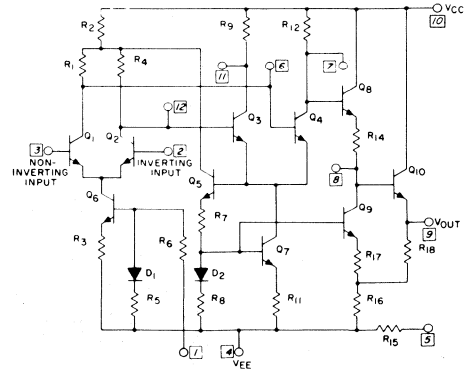 R2
R9
R12
VCC
10
R1
R4
11
6
7
Q8
12
Q1
Q2
Q3
Q4
R14
3
2
NON-INVERTING INPUT
INVERTING INPUT
8
Q10
Q6
Q5
R7
Q9
VOUT
9
R3
R6
Q7
R17
R18
D1
D2
R5
R8
R11
R16
1
4
VEE
R15
5